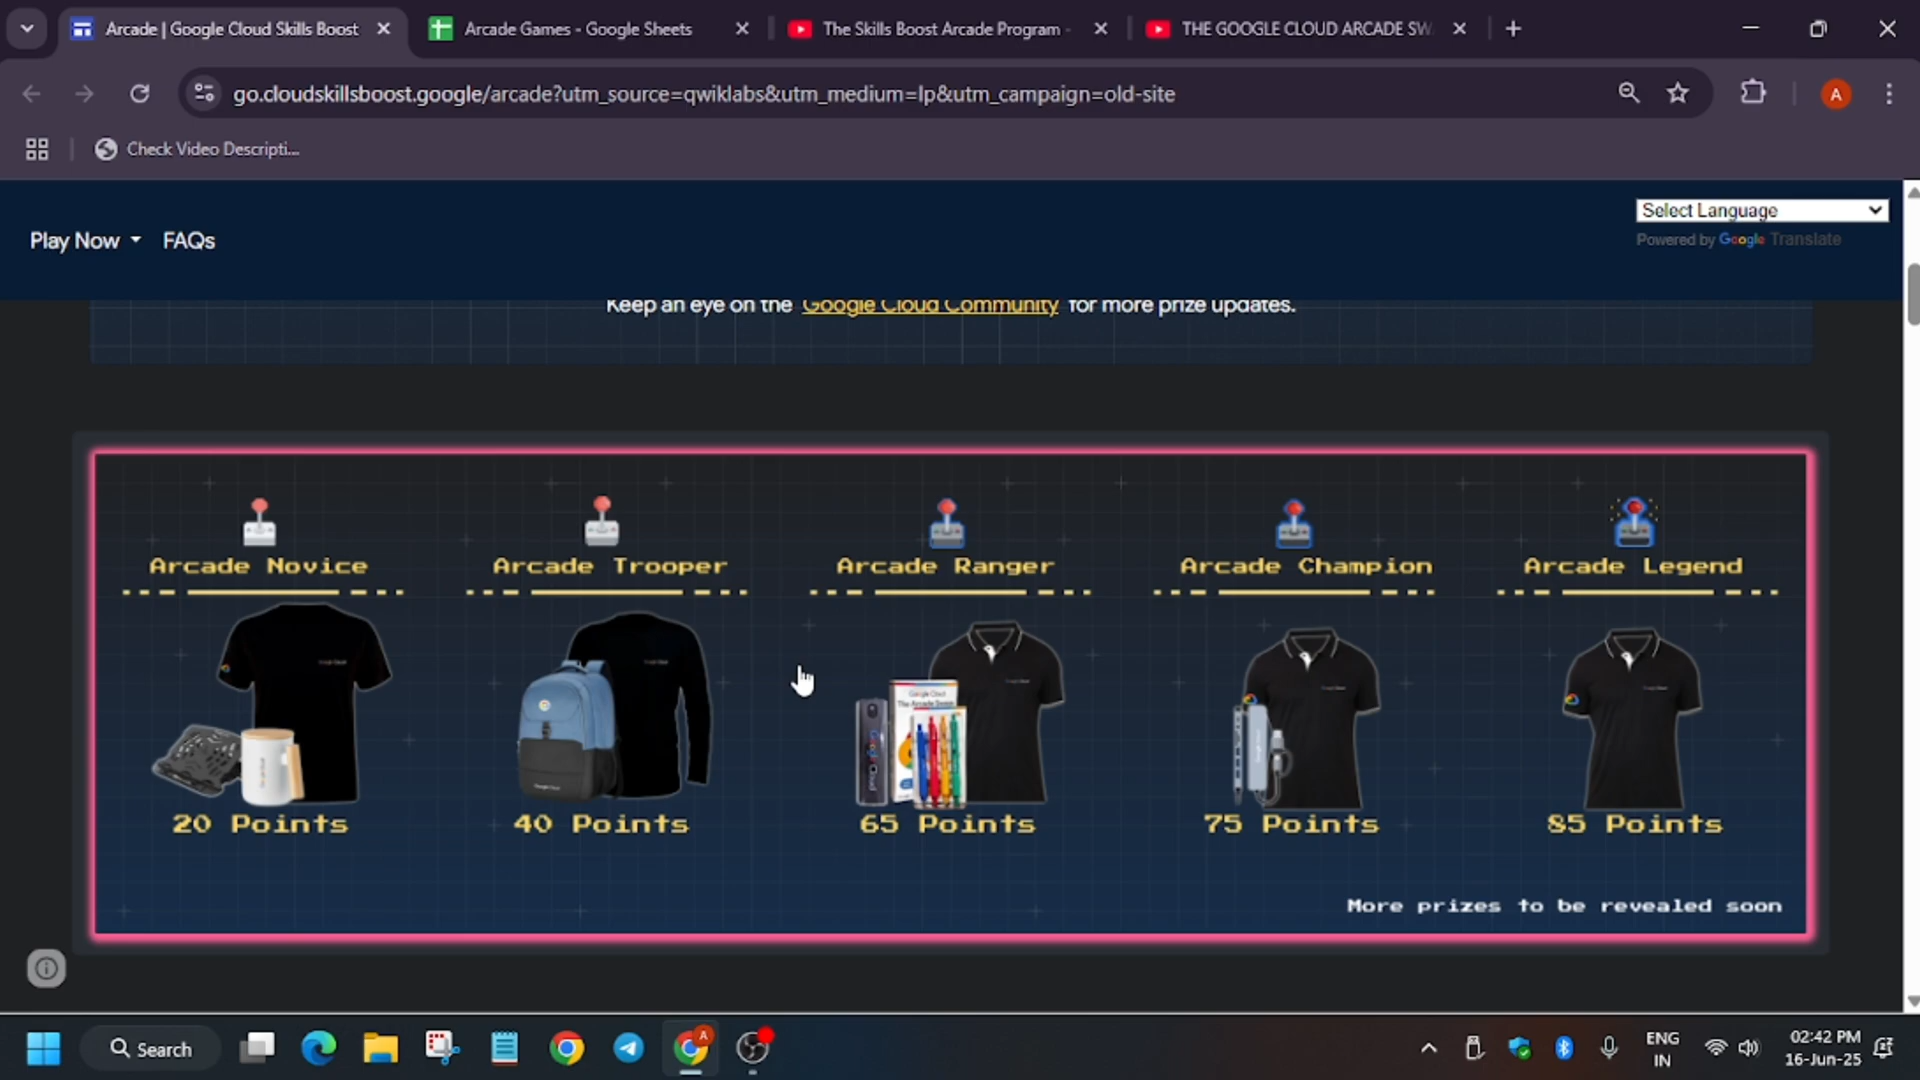 Arcade | Google Cloud Skills Boost
Arcade Games - Google Sheets
The Skills Boost Arcade Program -
THE GOOGLE CLOUD ARCADE SW
go.cloudskillsboost.google/arcade?utm_source=qwiklabs&utm_medium=lp&utm_campaign=old-site
A
Check Video Descripti...
Play Now
FAQs
Select Language
Powered by Google Translate
Keep an eye on the Google Cloud Community for more prize updates.
Arcade Novice
Arcade Trooper
Arcade Ranger
Arcade Champion
Arcade Legend
Google Cloud
20 Points
40 Points
65 Points
75 Points
85 Points
More prizes to be revealed soon
Search
A
ENG
IN
02:42 PM
16-Jun-25